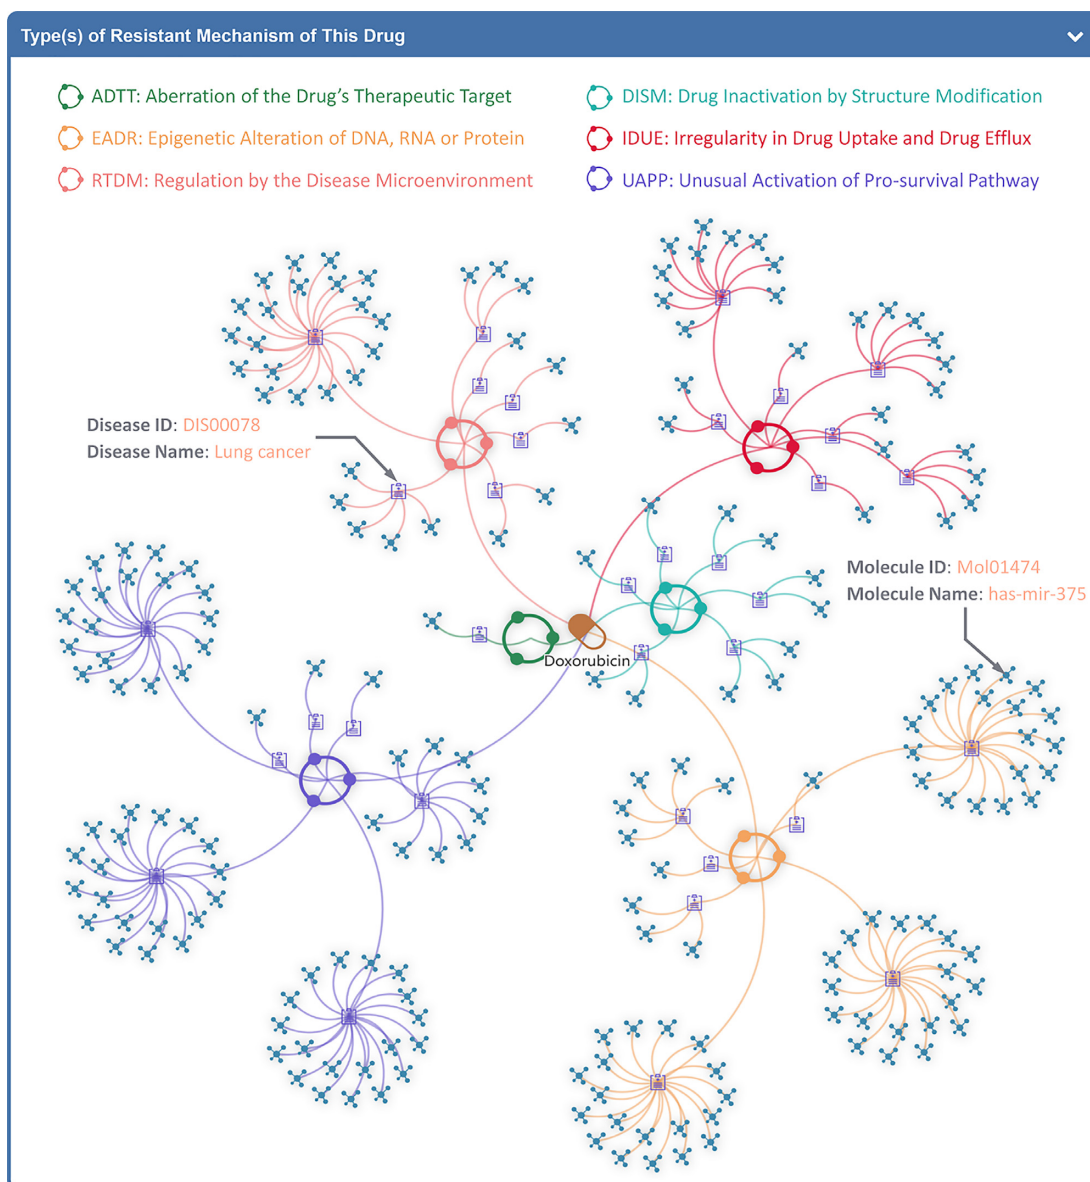 Type(s) of Resistant Mechanism of This Drug
ADTT: Aberration of the Drug's Therapeutic Target
DISM: Drug Inactivation by Structure Modification
EADR: Epigenetic Alteration of DNA, RNA or Protein
IDUE: Irregularity in Drug Uptake and Drug Efflux
RTDM: Regulation by the Disease Microenvironment
UAPP: Unusual Activation of Pro-survival Pathway
Disease ID: DIS00078
Disease Name: Lung cancer
Molecule ID: Mol01474
Molecule Name: has-mir-375
Doxorubicin